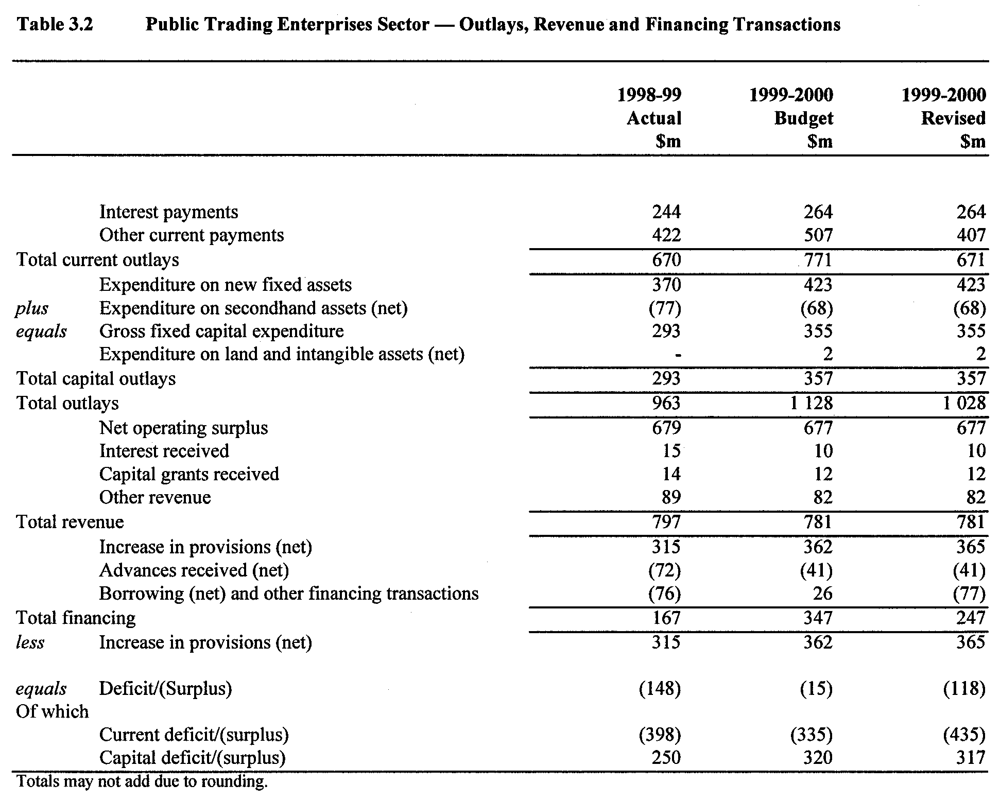 Table 3.2 Public Trading Enterprises Sector — Outlays, Revenue and Financing Transactions
1998-99 1999-2000 1999-2000
Actual Budget Revised
$m $m $m
Interest payments 244 264 264
Other current payments 422 507 407
Total current outlays 670 771 671
Expenditure on new fixed assets 370 423 423
plus Expenditure on secondhand assets (net) (77) (68) (68)
equals Gross fixed capital expenditure 293 355 355
Expenditure on land and intangible assets (net) - 2 2
Total capital outlays 293 357 357
Total outlays 963 1 128 1 028
Net operating surplus 679 677 677
Interest received 15 10 10
Capital grants received 14 12 12
Other revenue 89 82 82
Total revenue 797 781 781
Increase in provisions (net) 315 362 365
Advances received (net) (72) (41) (41)
Borrowing (net) and other financing transactions (76) 26 (77)
Total financing 167 347 247
less Increase in provisions (net) 315 362 365
equals Deficit/(Surplus) (148) (15) (118)
Of which
Current deficit/(surplus) (398) (335) (435)
Capital deficit/(surplus) 250 320 317
Totals may not add due to rounding.